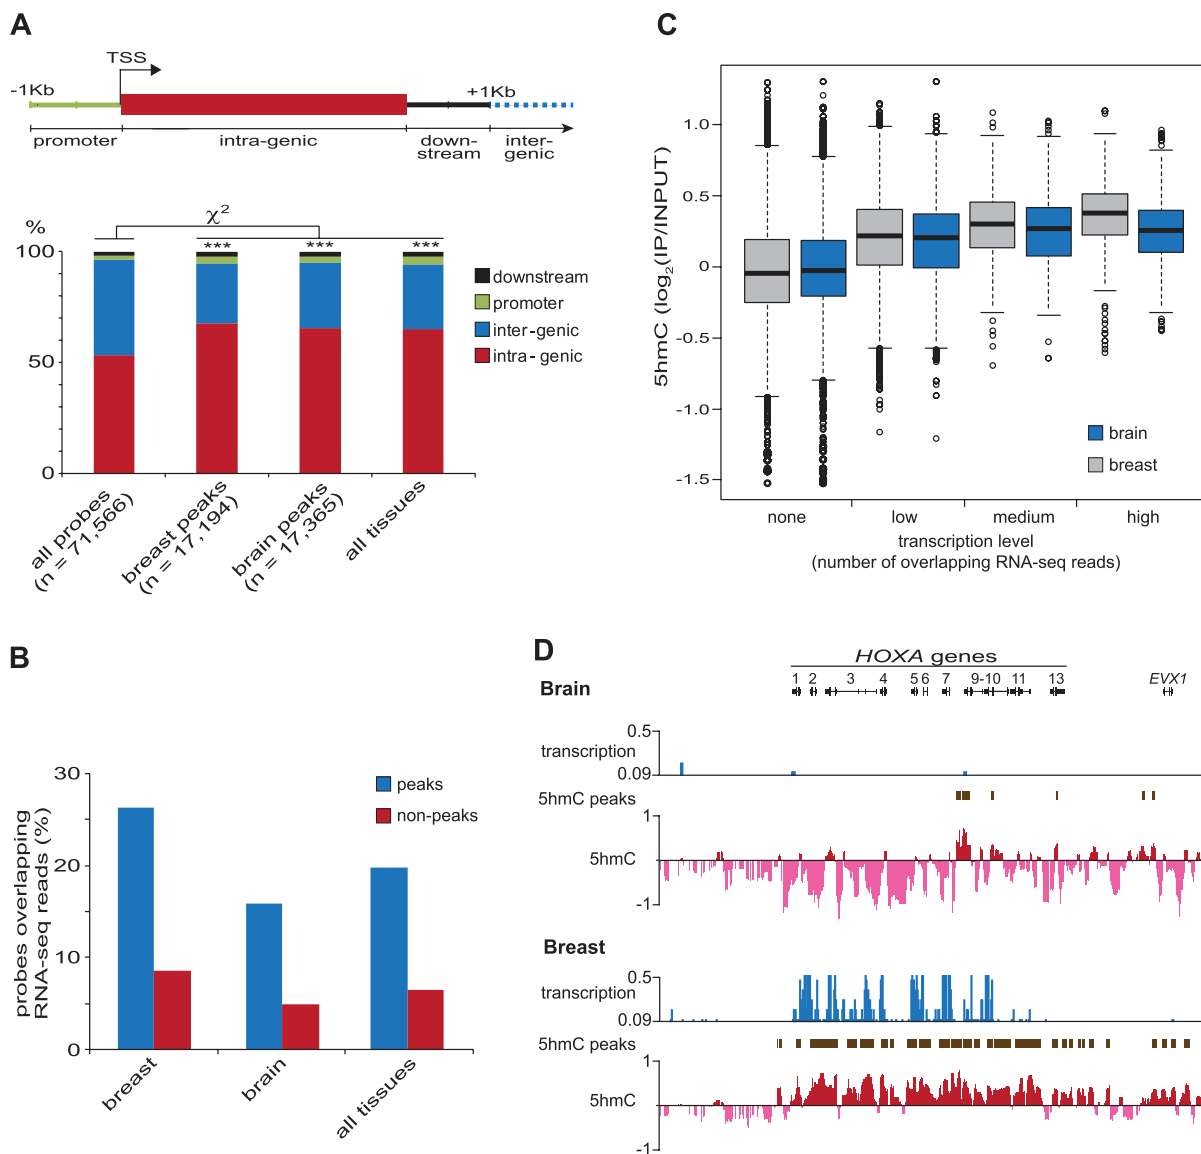 A
TSS
-1Kb
+1Kb
promoter
intra-genic
down-
stream
inter-
genic
χ²
%
***
***
***
100
50
0
downstream
promoter
inter-genic
intra-genic
all probes
(n = 71,566)
breast peaks
(n = 17,194)
brain peaks
(n = 17,365)
all tissues
B
probes overlapping
RNA-seq reads (%)
30
20
10
0
peaks
non-peaks
breast
brain
all tissues
C
5hmC (log2(IP/INPUT)
1.0
0.5
0
-0.5
-1.0
-1.5
brain
breast
none
low
medium
high
transcription level
(number of overlapping RNA-seq reads)
D
HOXA genes
Brain
1 2 3 4 5 6 7 9-10 11 13
EVX1
0.5
transcription
0.09
5hmC peaks
1
5hmC
-1
Breast
0.5
transcription
0.09
5hmC peaks
1
5hmC
-1